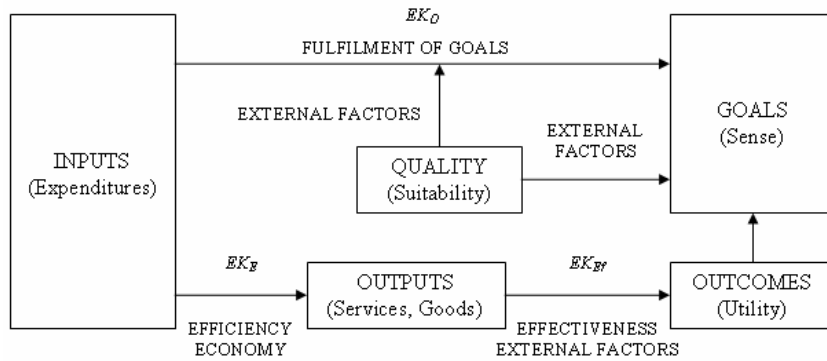 EK_O
FULFILMENT OF GOALS
EXTERNAL FACTORS
GOALS
(Sense)
EXTERNAL
FACTORS
INPUTS
(Expenditures)
QUALITY
(Suitability)
EK_E
OUTPUTS
(Services, Goods)
EK_Ef
OUTCOMES
(Utility)
EFFICIENCY
ECONOMY
EFFECTIVENESS
EXTERNAL FACTORS